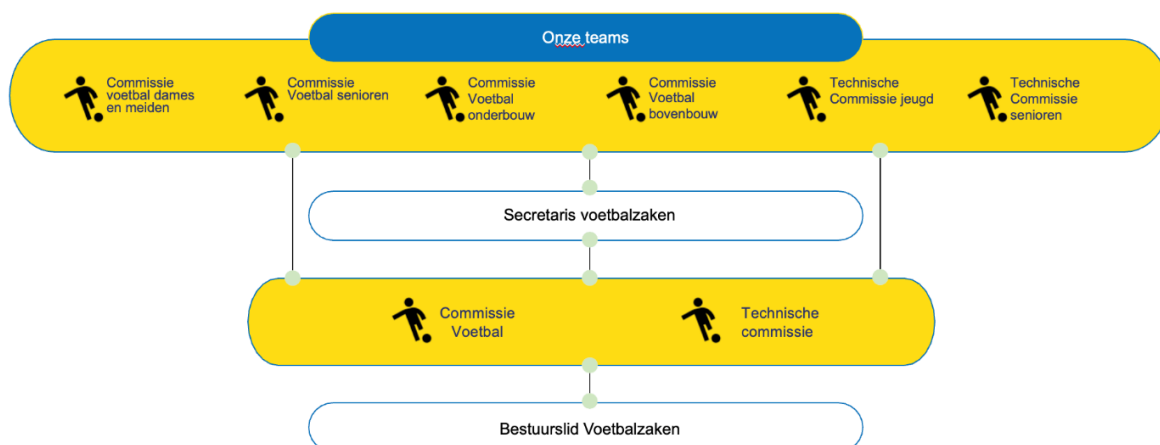 Onze teams
Commissie
voetbal dames
en meiden
Commissie
Voetbal senioren
Commissie
Voetbal
onderbouw
Commissie
Voetbal
bovenbouw
Technische
Commissie jeugd
Technische
Commissie
senioren
Secretaris voetbalzaken
Commissie
Voetbal
Technische
commissie
Bestuurslid Voetbalzaken